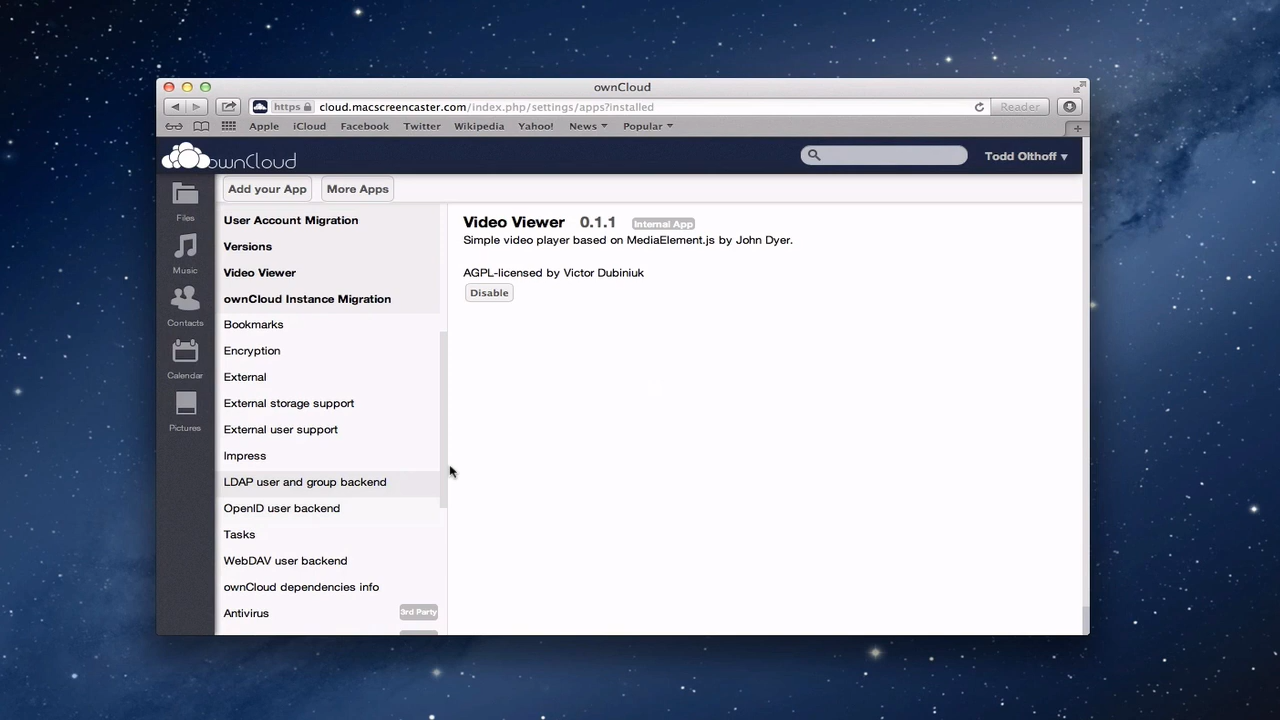 ownCloud
https cloud.macscreencaster.com/index.php/settings/apps?installed
Reader
Apple iCloud Facebook Twitter Wikipedia Yahoo! News Popular
ownCloud
Todd Olthoff
Add your App More Apps
Files
Music
Contacts
Calendar
Pictures
User Account Migration
Versions
Video Viewer
ownCloud Instance Migration
Bookmarks
Encryption
External
External storage support
External user support
Impress
LDAP user and group backend
OpenID user backend
Tasks
WebDAV user backend
ownCloud dependencies info
Antivirus 3rd Party
Video Viewer 0.1.1 Internal App
Simple video player based on MediaElement.js by John Dyer.
AGPL-licensed by Victor Dubiniuk
Disable